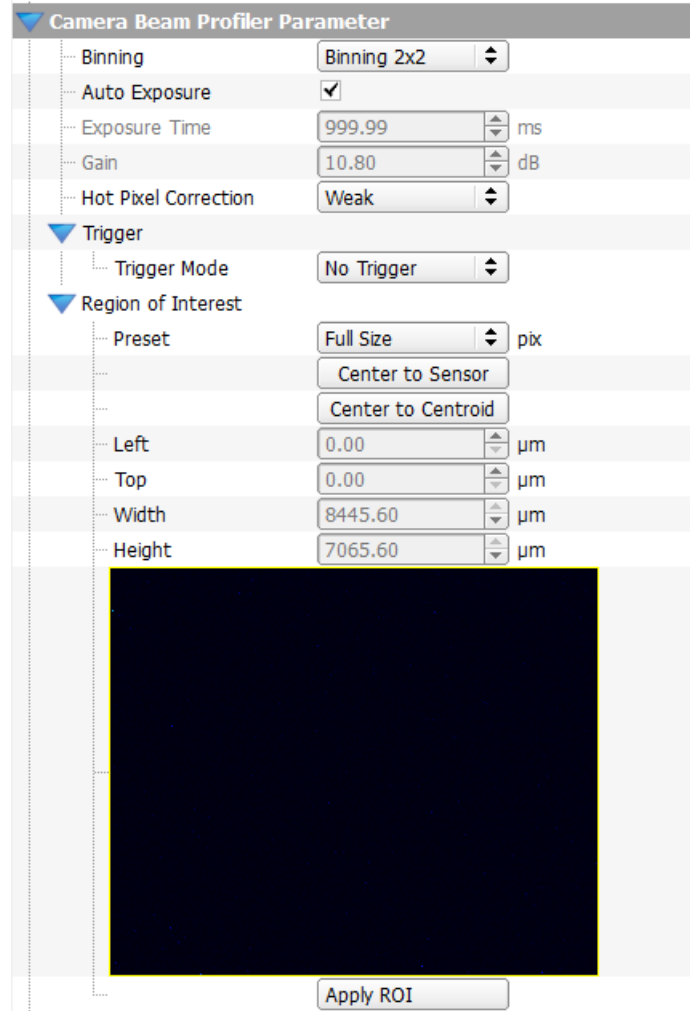 Camera Beam Profiler Parameter
Binning Binning 2x2
Auto Exposure
Exposure Time 999.99 ms
Gain 10.80 dB
Hot Pixel Correction Weak
Trigger
Trigger Mode No Trigger
Region of Interest
Preset Full Size pix
Center to Sensor
Center to Centroid
Left 0.00 µm
Top 0.00 µm
Width 8445.60 µm
Height 7065.60 µm
Apply ROI